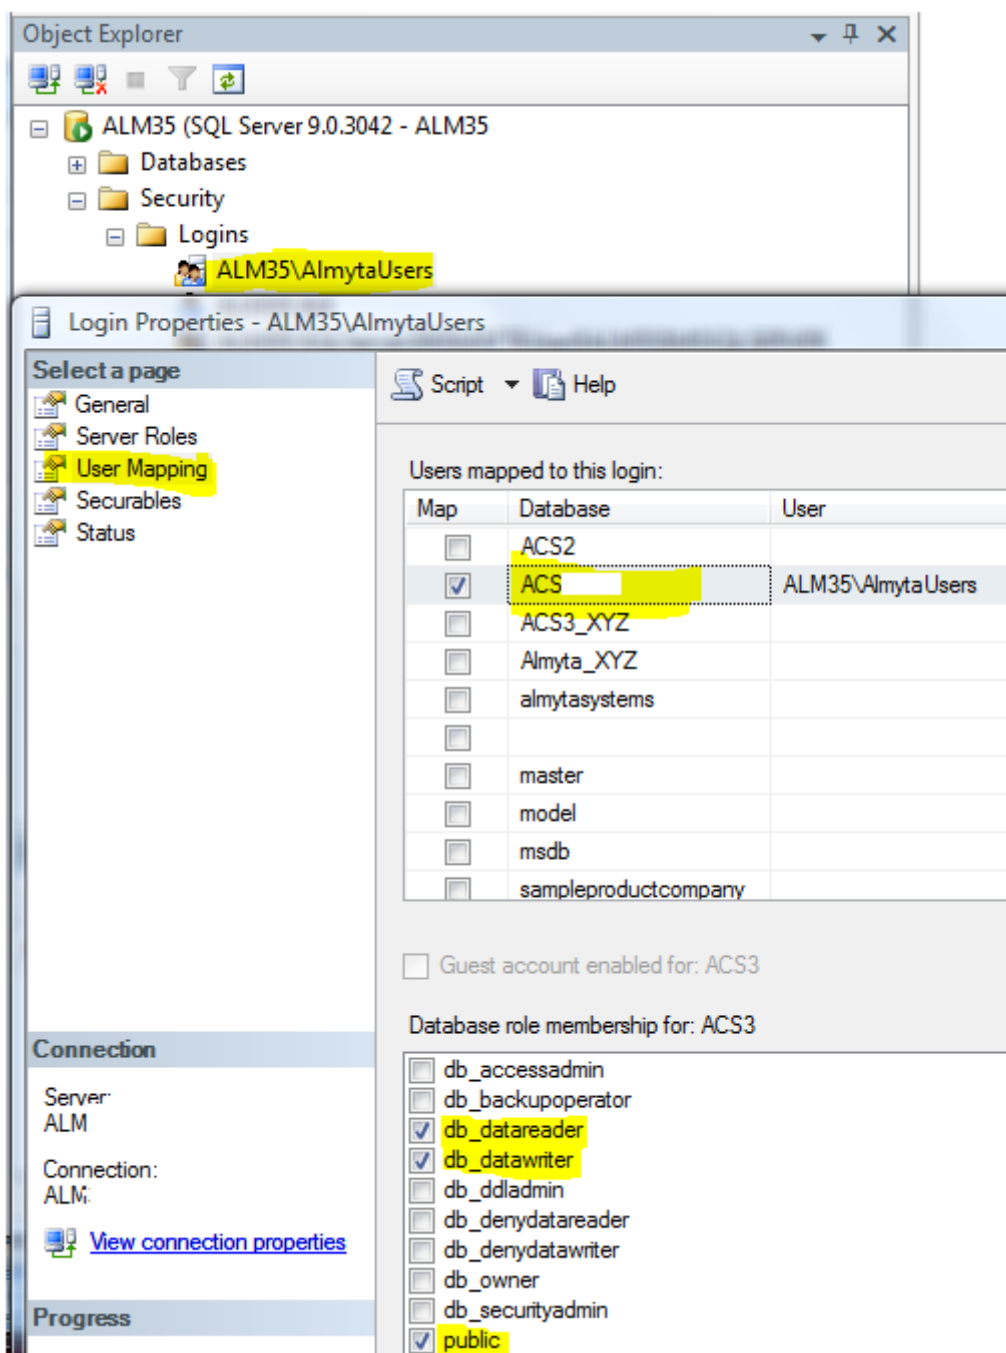 Object Explorer
ALM35 (SQL Server 9.0.3042 - ALM35
Databases
Security
Logins
ALM35\AlmytaUsers
Login Properties - ALM35\AlmytaUsers
Select a page
General
Server Roles
User Mapping
Securables
Status
Script
Help
Users mapped to this login:
Map Database User
ACS2
ACS ALM35\AlmytaUsers
ACS3_XYZ
Almyta_XYZ
almytasystems
master
model
msdb
sampleproductcompany
Guest account enabled for: ACS3
Database role membership for: ACS3
db_accessadmin
db_backupoperator
db_datareader
db_datawriter
db_ddladmin
db_denydatareader
db_denydatawriter
db_owner
db_securityadmin
public
Connection
Server:
ALM
Connection:
ALM
View connection properties
Progress